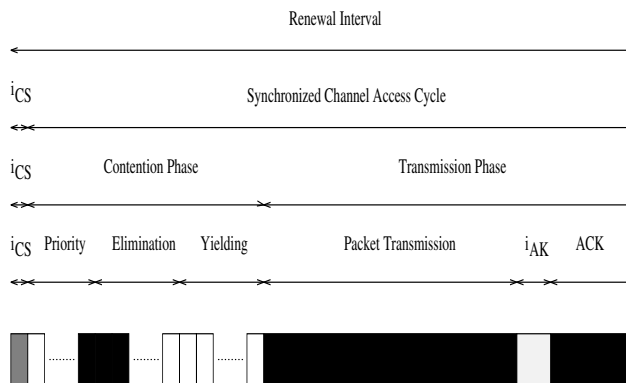 Renewal Interval
iCS Synchronized Channel Access Cycle
iCS Contention Phase Transmission Phase
iCS Priority Elimination Yielding Packet Transmission iAK ACK
........ ........ ........